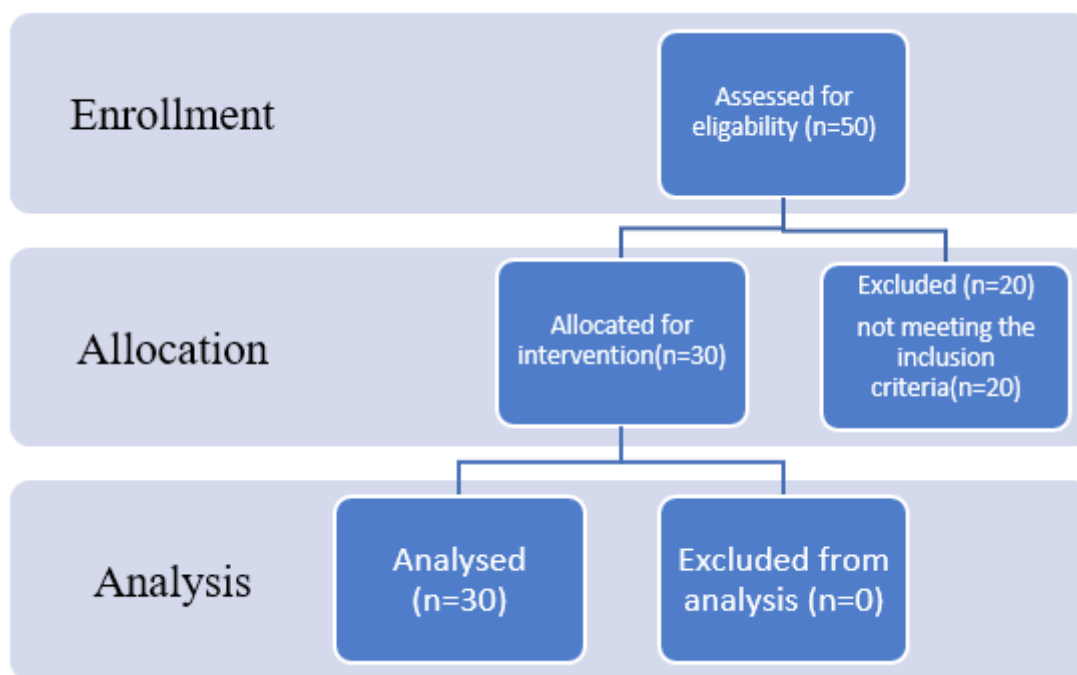 Enrollment
Assessed for
eligability (n=50)
Allocation
Allocated for
intervention(n=30)
Excluded (n=20)
not meeting the
inclusion
criteria(n=20)
Analysis
Analysed
(n=30)
Excluded from
analysis (n=0)